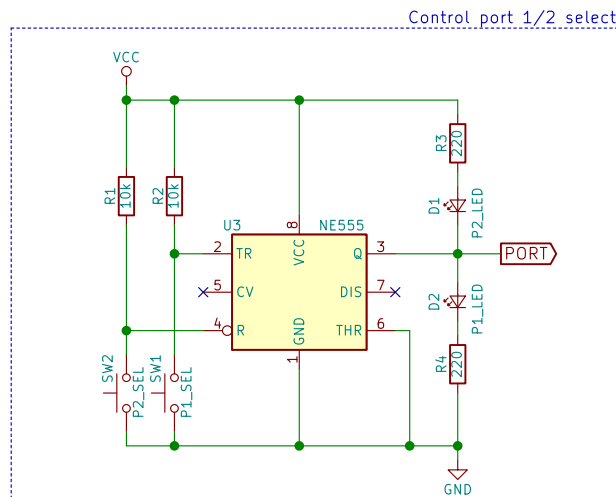 Control port 1/2 select
VCC
R1
10k
R2
10k
R3
220
D1
P2_LED
U3
NE555
8
VCC
2
TR
Q
3
PORT
5
CV
DIS
7
D2
P1_LED
4
R
THR
6
GND
1
R4
220
SW2
P2_SEL
SW1
P1_SEL
GND